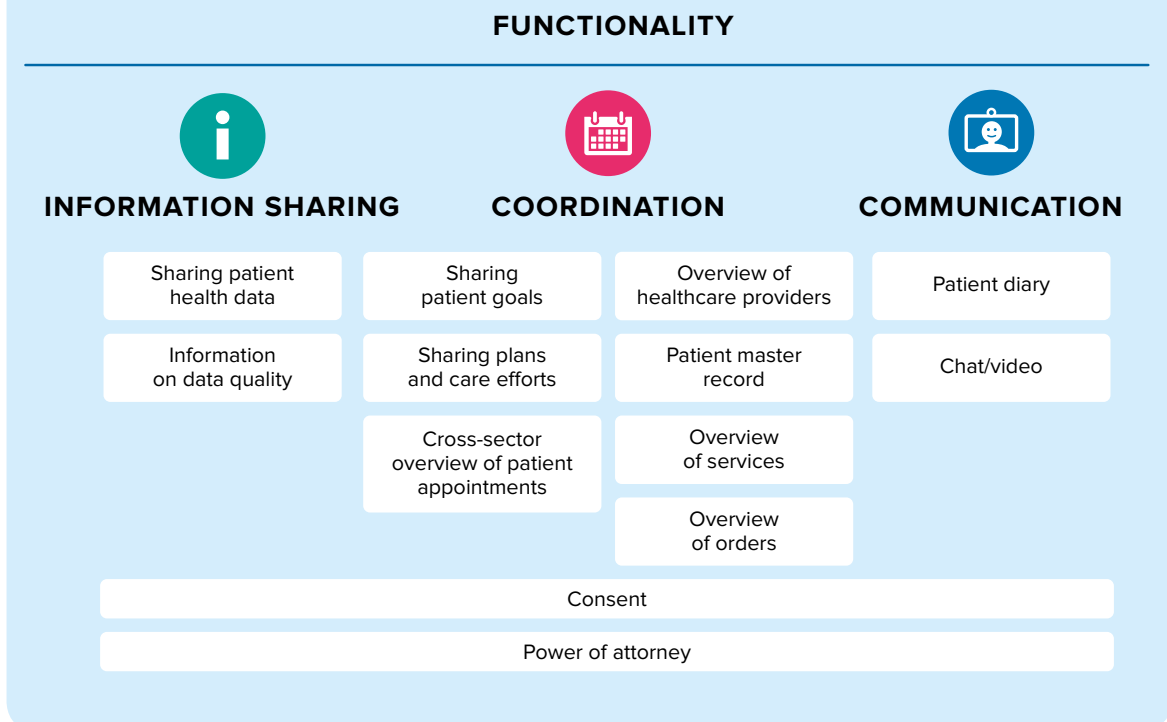 FUNCTIONALITY
INFORMATION SHARING
COORDINATION
COMMUNICATION
Sharing patient
health data
Information
on data quality
Sharing
patient goals
Sharing plans
and care efforts
Cross-sector
overview of patient
appointments
Overview of
healthcare providers
Patient master
record
Overview
of services
Overview
of orders
Patient diary
Chat/video
Consent
Power of attorney